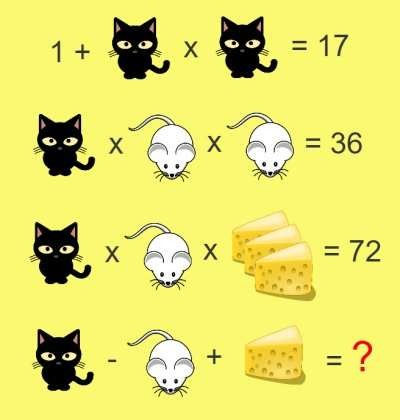 1 + x = 17
x x = 36
x x = 72
- + = ?